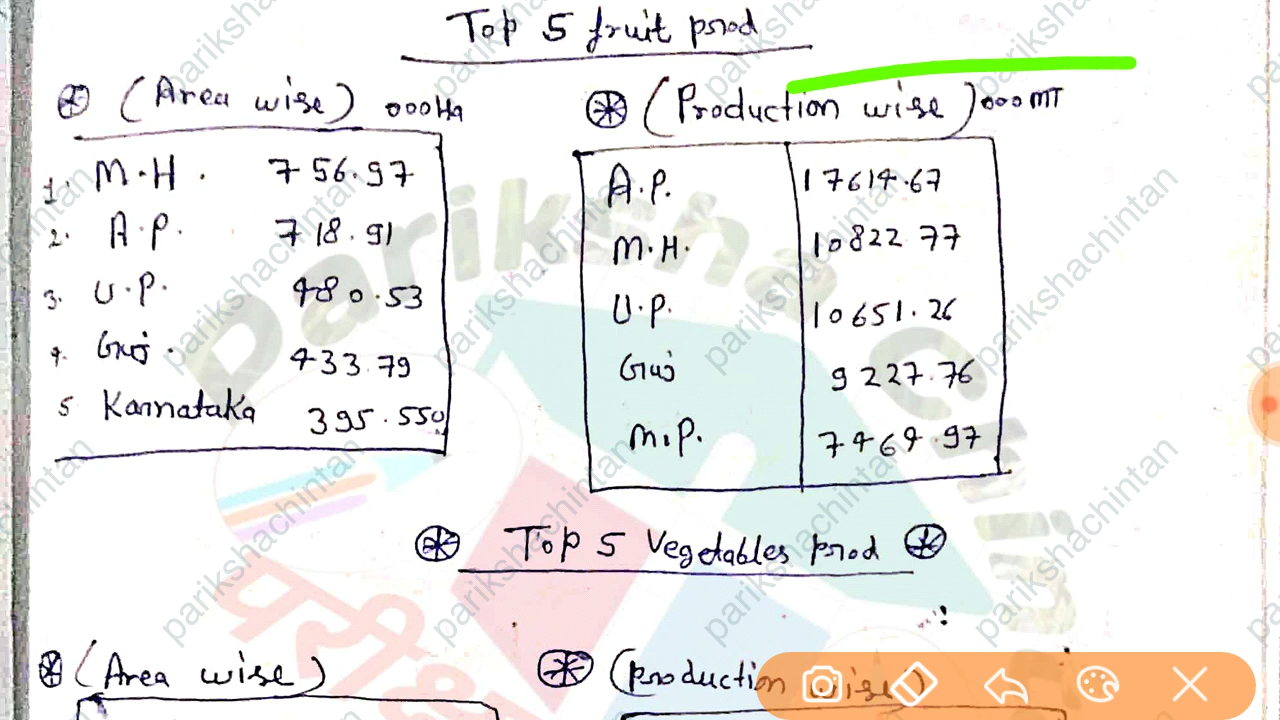 Top 5 fruit prod
(Area wise) 000Ha
1. M.H. 756.97
2. A.P. 718.91
3. U.P. 480.53
4. Guj. 433.79
5 Karnataka 395.550
(Production wise) 000MT
A.P. 17614.67
M.H. 10822.77
U.P. 10651.26
Guj 9227.76
M.P. 7464.97
Top 5 Vegetables prod
(Area wise)
(production wise)